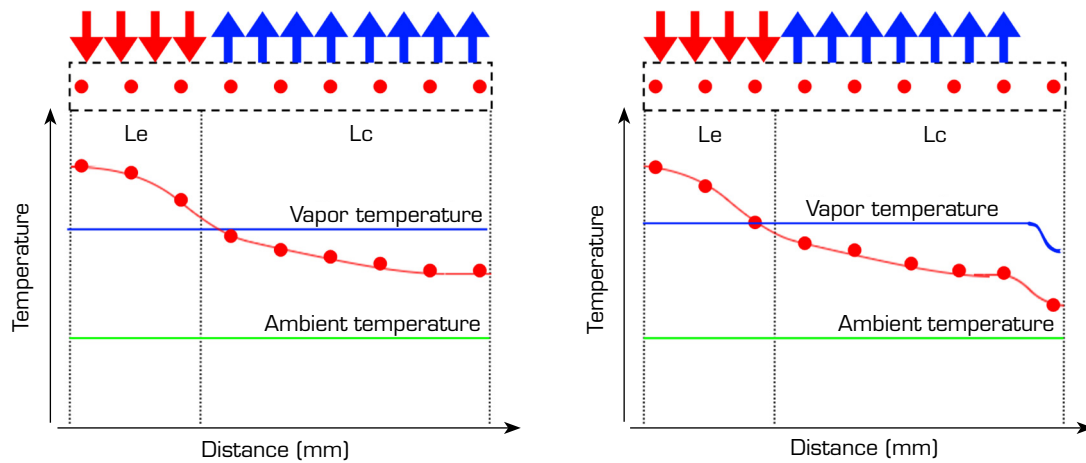 Le
Lc
Vapor temperature
Ambient temperature
Temperature
Distance (mm)
Le
Lc
Vapor temperature
Ambient temperature
Temperature
Distance (mm)